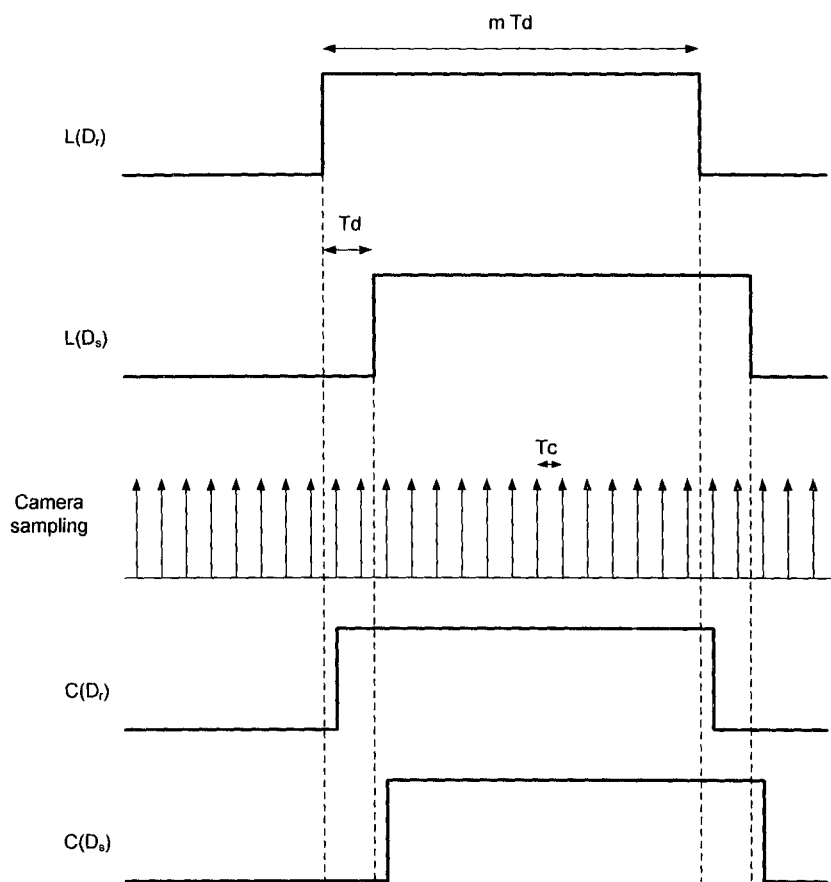 m Td
L(Dᵣ)
Td
L(Dₛ)
Tc
Camera
sampling
C(Dᵣ)
C(Dₛ)